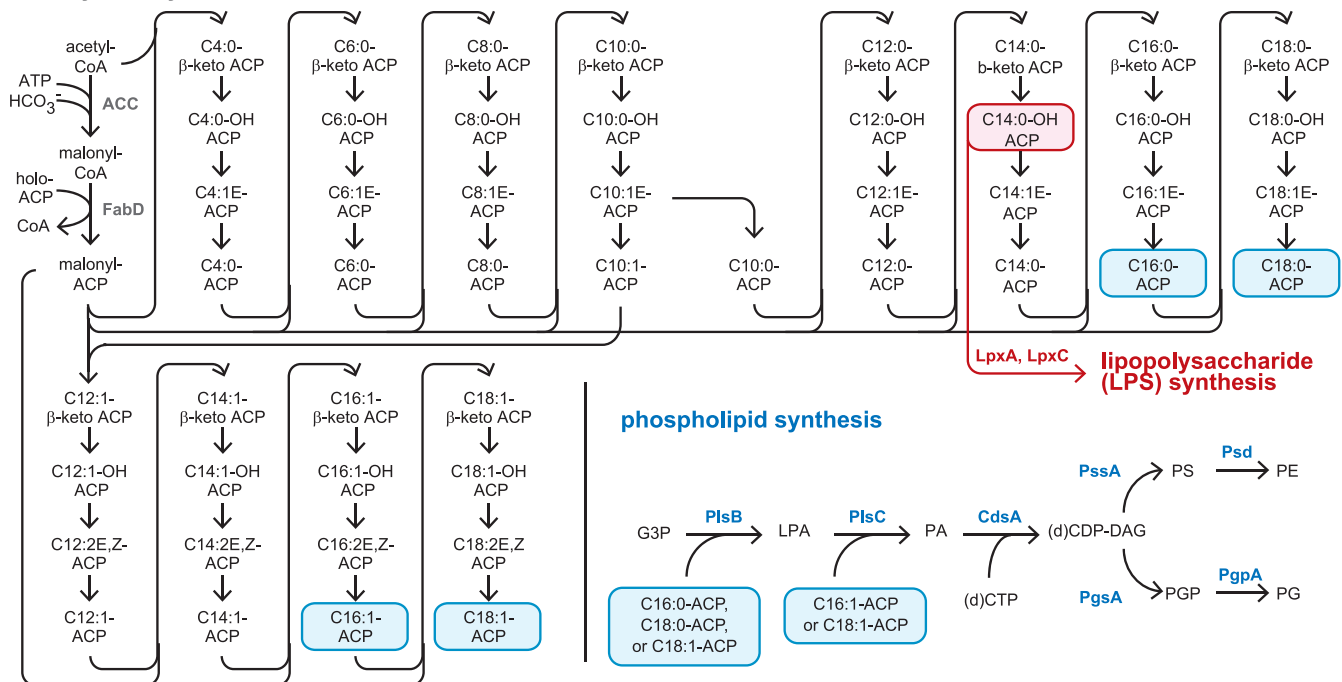 acetyl-
CoA
ATP
HCO3-
ACC
malonyl-
CoA
holo-
ACP
FabD
CoA
malonyl-
ACP
C4:0-
β-keto ACP
C4:0-OH
ACP
C4:1E-
ACP
C4:0-
ACP
C6:0-
β-keto ACP
C6:0-OH
ACP
C6:1E-
ACP
C6:0-
ACP
C8:0-
β-keto ACP
C8:0-OH
ACP
C8:1E-
ACP
C8:0-
ACP
C10:0-
β-keto ACP
C10:0-OH
ACP
C10:1E-
ACP
C10:1-
ACP
C10:0-
ACP
C12:0-
β-keto ACP
C12:0-OH
ACP
C12:1E-
ACP
C12:0-
ACP
C14:0-
b-keto ACP
C14:0-OH
ACP
C14:1E-
ACP
C14:0-
ACP
C16:0-
β-keto ACP
C16:0-OH
ACP
C16:1E-
ACP
C16:0-
ACP
C18:0-
β-keto ACP
C18:0-OH
ACP
C18:1E-
ACP
C18:0-
ACP
LpxA, LpxC
lipopolysaccharide
(LPS) synthesis
C12:1-
β-keto ACP
C12:1-OH
ACP
C12:2E,Z-
ACP
C12:1-
ACP
C14:1-
β-keto ACP
C14:1-OH
ACP
C14:2E,Z-
ACP
C14:1-
ACP
C16:1-
β-keto ACP
C16:1-OH
ACP
C16:2E,Z-
ACP
C16:1-
ACP
C18:1-
β-keto ACP
C18:1-OH
ACP
C18:2E,Z
ACP
C18:1-
ACP
phospholipid synthesis
G3P
PlsB
LPA
PlsC
PA
CdsA
(d)CDP-DAG
PssA
PS
Psd
PE
PgsA
PGP
PgpA
PG
C16:0-ACP,
C18:0-ACP,
or C18:1-ACP
C16:1-ACP
or C18:1-ACP
(d)CTP